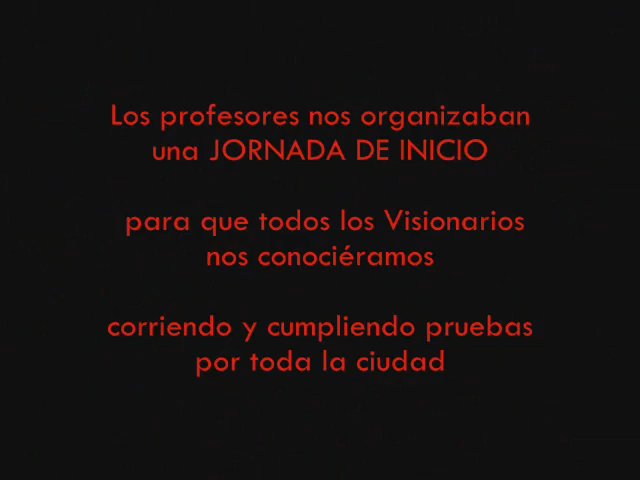 Los profesores nos organizaban
una JORNADA DE INICIO
para que todos los Visionarios
nos conociéramos
corriendo y cumpliendo pruebas
por toda la ciudad